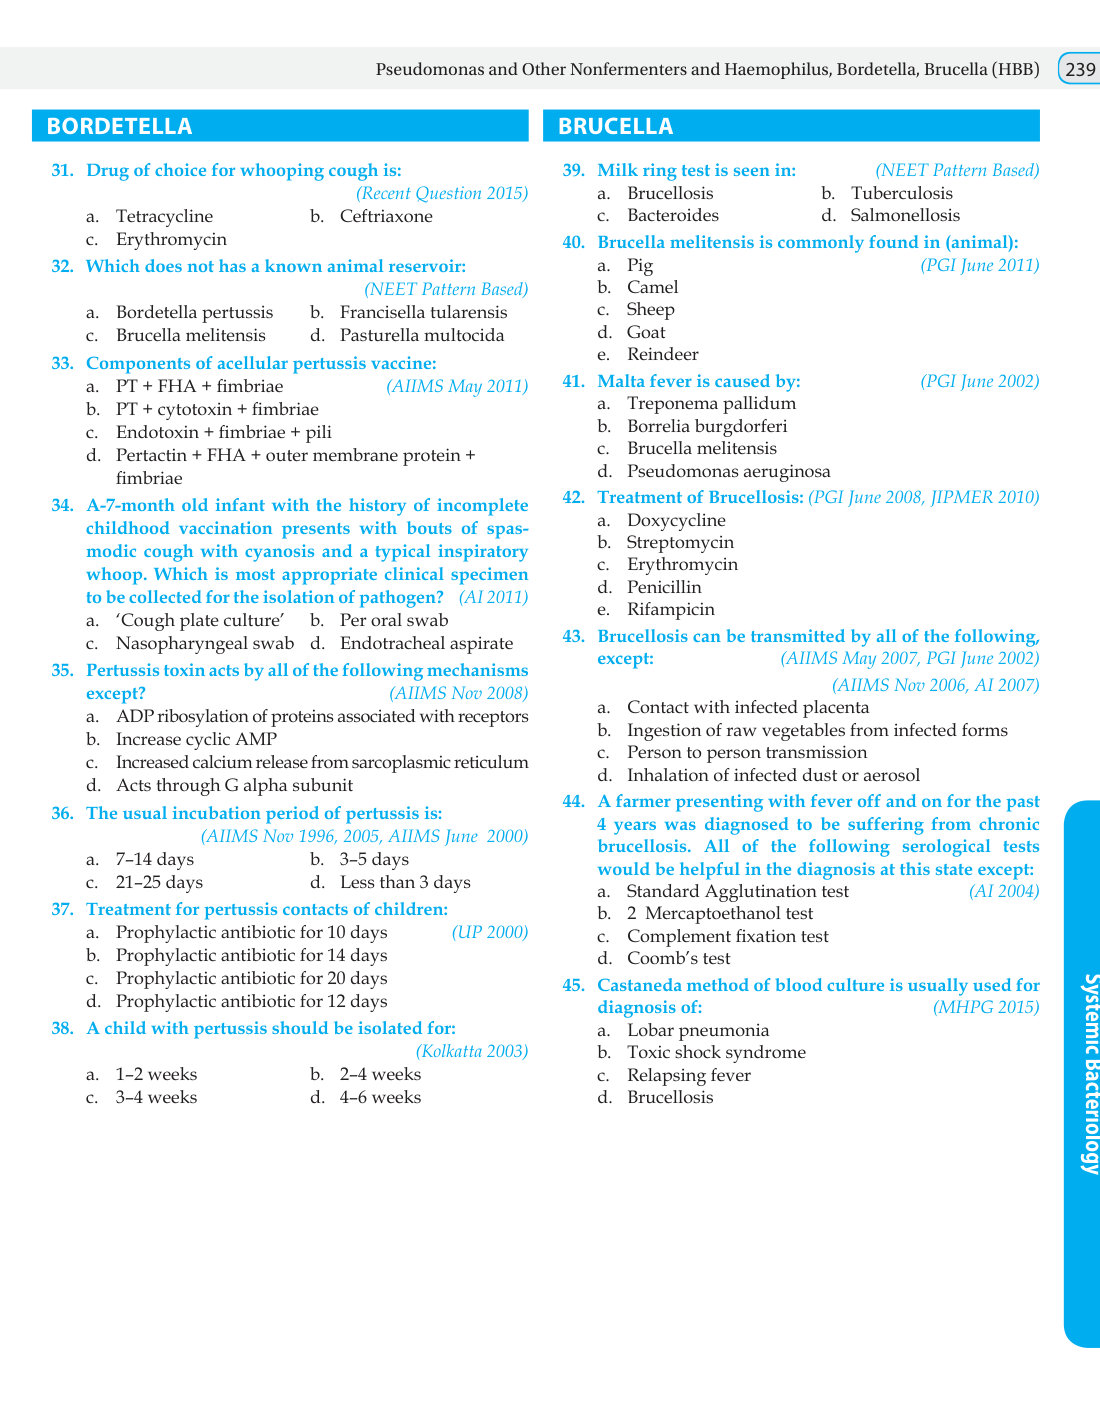 Pseudomonas and Other Nonfermenters and Haemophilus, Bordetella, Brucella (HBB) 239
BORDETELLA
31. Drug of choice for whooping cough is:
(Recent Question 2015)
a. Tetracycline b. Ceftriaxone
c. Erythromycin
32. Which does not has a known animal reservoir:
(NEET Pattern Based)
a. Bordetella pertussis b. Francisella tularensis
c. Brucella melitensis d. Pasturella multocida
33. Components of acellular pertussis vaccine:
a. PT + FHA + fimbriae (AIIMS May 2011)
b. PT + cytotoxin + fimbriae
c. Endotoxin + fimbriae + pili
d. Pertactin + FHA + outer membrane protein +
fimbriae
34. A-7-month old infant with the history of incomplete
childhood vaccination presents with bouts of spas-
modic cough with cyanosis and a typical inspiratory
whoop. Which is most appropriate clinical specimen
to be collected for the isolation of pathogen? (AI 2011)
a. ‘Cough plate culture’ b. Per oral swab
c. Nasopharyngeal swab d. Endotracheal aspirate
35. Pertussis toxin acts by all of the following mechanisms
except? (AIIMS Nov 2008)
a. ADP ribosylation of proteins associated with receptors
b. Increase cyclic AMP
c. Increased calcium release from sarcoplasmic reticulum
d. Acts through G alpha subunit
36. The usual incubation period of pertussis is:
(AIIMS Nov 1996, 2005, AIIMS June 2000)
a. 7–14 days b. 3–5 days
c. 21–25 days d. Less than 3 days
37. Treatment for pertussis contacts of children:
a. Prophylactic antibiotic for 10 days (UP 2000)
b. Prophylactic antibiotic for 14 days
c. Prophylactic antibiotic for 20 days
d. Prophylactic antibiotic for 12 days
38. A child with pertussis should be isolated for:
(Kolkatta 2003)
a. 1–2 weeks b. 2–4 weeks
c. 3–4 weeks d. 4–6 weeks
BRUCELLA
39. Milk ring test is seen in: (NEET Pattern Based)
a. Brucellosis b. Tuberculosis
c. Bacteroides d. Salmonellosis
40. Brucella melitensis is commonly found in (animal):
a. Pig (PGI June 2011)
b. Camel
c. Sheep
d. Goat
e. Reindeer
41. Malta fever is caused by: (PGI June 2002)
a. Treponema pallidum
b. Borrelia burgdorferi
c. Brucella melitensis
d. Pseudomonas aeruginosa
42. Treatment of Brucellosis: (PGI June 2008, JIPMER 2010)
a. Doxycycline
b. Streptomycin
c. Erythromycin
d. Penicillin
e. Rifampicin
43. Brucellosis can be transmitted by all of the following,
except: (AIIMS May 2007, PGI June 2002)
(AIIMS Nov 2006, AI 2007)
a. Contact with infected placenta
b. Ingestion of raw vegetables from infected forms
c. Person to person transmission
d. Inhalation of infected dust or aerosol
44. A farmer presenting with fever off and on for the past
4 years was diagnosed to be suffering from chronic
brucellosis. All of the following serological tests
would be helpful in the diagnosis at this state except:
a. Standard Agglutination test (AI 2004)
b. 2 Mercaptoethanol test
c. Complement fixation test
d. Coomb’s test
45. Castaneda method of blood culture is usually used for
diagnosis of: (MHPG 2015)
a. Lobar pneumonia
b. Toxic shock syndrome
c. Relapsing fever
d. Brucellosis
Systemic Bacteriology